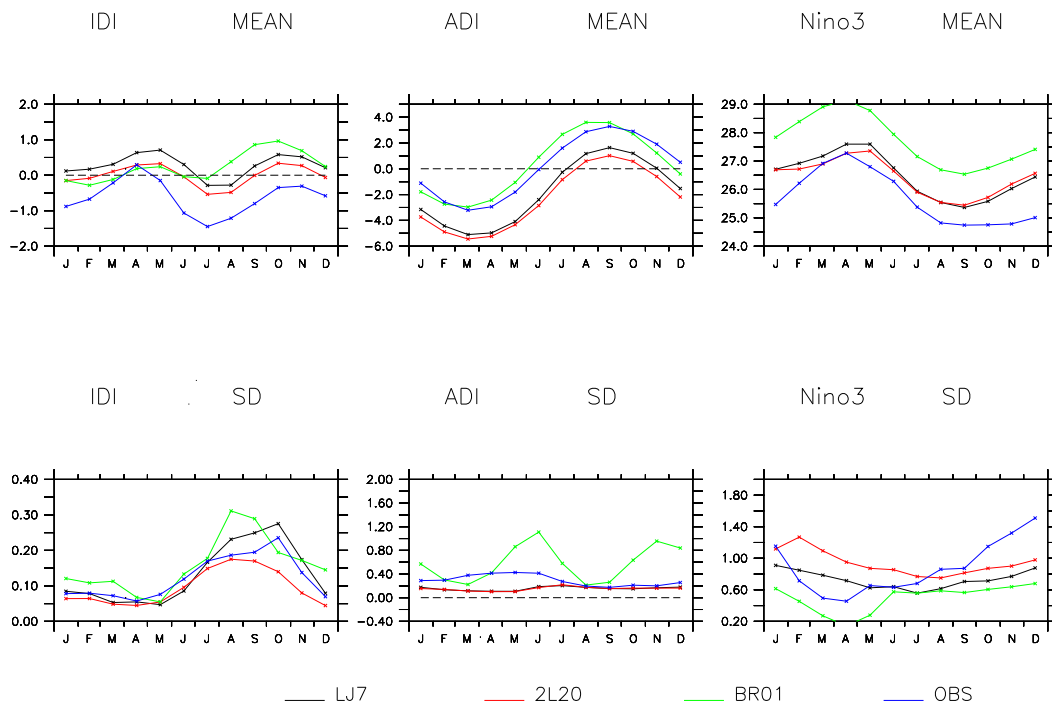 IDI MEAN ADI MEAN Nino3 MEAN
2.0 1.0 0.0 -1.0 -2.0
J F M A M J J A S O N D
4.0 2.0 0.0 -2.0 -4.0 -6.0
J F M A M J J A S O N D
29.0 28.0 27.0 26.0 25.0 24.0
J F M A M J J A S O N D
IDI SD ADI SD Nino3 SD
0.40 0.30 0.20 0.10 0.00
J F M A M J J A S O N D
2.00 1.60 1.20 0.80 0.40 0.00 -0.40
J F M A M J J A S O N D
1.80 1.40 1.00 0.60 0.20
J F M A M J J A S O N D
LJ7 2L20 BR01 OBS